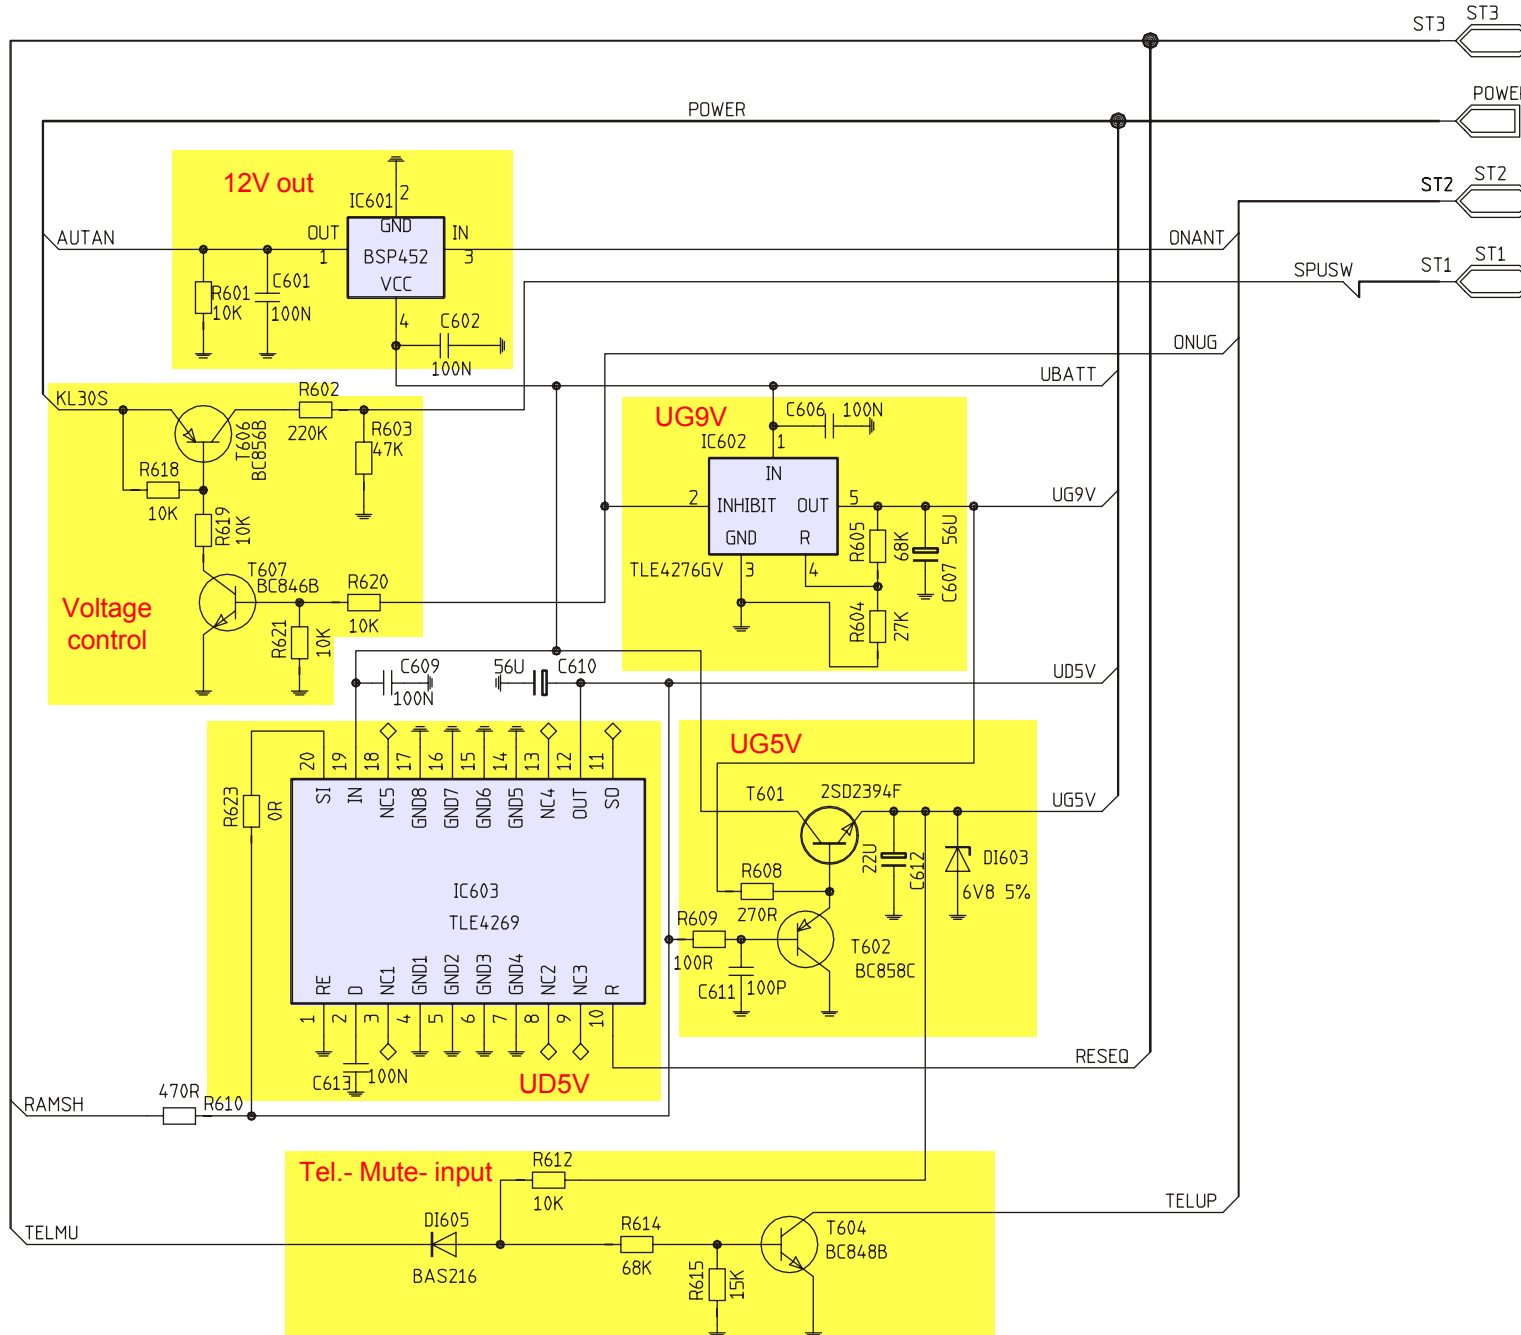 ST3
ST3
POWER
ST2
ST2
ST1
ST1
POWER
12V out
IC601
2
GND
OUT
IN
1
3
BSP452
VCC
4
AUTAN
R601
10K
C601
100N
C602
100N
ONANT
SPUSW
ONUG
UBATT
KL30S
R602
220K
R603
47K
T606
BC856B
R618
10K
R619
10K
T607
BC846B
R620
10K
R621
10K
Voltage
control
UG9V
C606
100N
IC602
1
IN
2
INHIBIT
OUT
5
GND
R
TLE4276GV
3
4
R605
68K
56U
C607
R604
27K
UG9V
C609
100N
56U
C610
UD5V
20
19
18
17
16
15
14
13
12
11
SI
IN
NC5
GND8
GND7
GND6
GND5
NC4
OUT
SO
R623
0R
IC603
TLE4269
RE
D
NC1
GND1
GND2
GND3
GND4
NC2
NC3
R
1
2
3
4
5
6
7
8
9
10
C613
100N
UD5V
UG5V
T601
2SD2394F
UG5V
22U
C612
DI603
6V8 5%
R608
270R
R609
100R
T602
BC858C
C611
100P
RESEQ
RAMSH
470R
R610
Tel.- Mute- input
R612
10K
TELUP
TELMU
DI605
BAS216
R614
68K
R615
15K
T604
BC848B